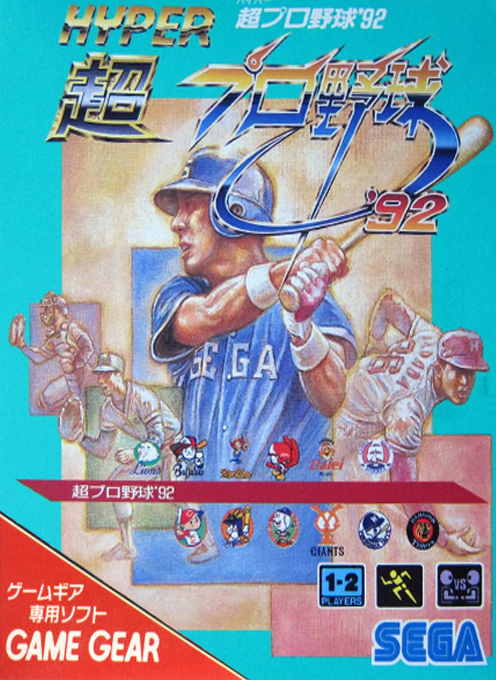 ハイパー
超プロ野球'92
HYPER
超プロ野球
'92
SEGA
Lions
Buffaloes
Daiei
超プロ野球'92
GIANTS
1-2
PLAYERS
VS
ゲームギア
専用ソフト
GAME GEAR
SEGA